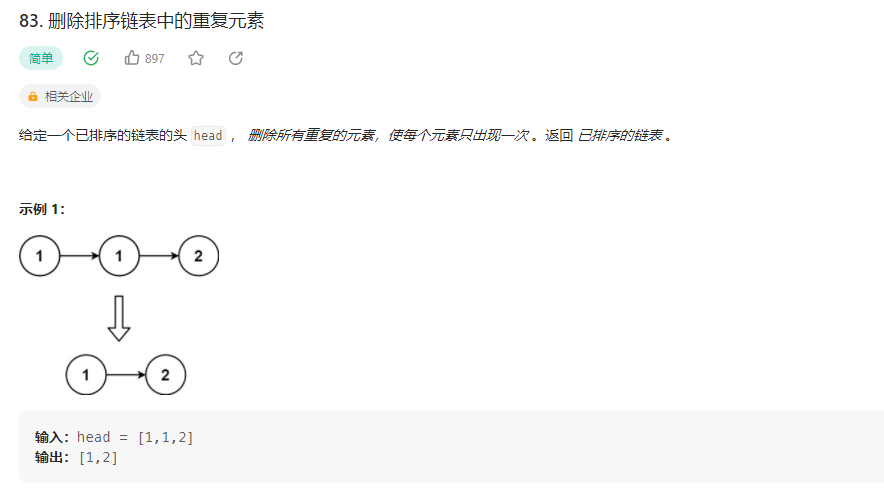 83. 删除排序链表中的重复元素
简单 897
相关企业
给定一个已排序的链表的头 head ， 删除所有重复的元素，使每个元素只出现一次 。返回 已排序的链表 。
示例 1：
1 1 2
1 2
输入：head = [1,1,2]
输出：[1,2]